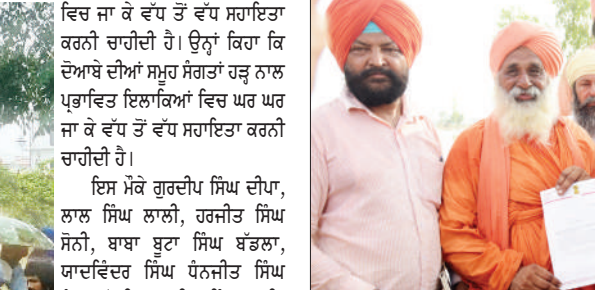 ਵਿਚ ਜਾ ਕੇ ਵੱਧ ਤੋਂ ਵੱਧ ਸਹਾਇਤਾ
ਕਰਨੀ ਚਾਹੀਦੀ ਹੈ। ਉਨ੍ਹਾਂ ਕਿਹਾ ਕਿ
ਦੋਆਬੇ ਦੀਆਂ ਸਮੂਹ ਸੰਗਤਾਂ ਹੜ੍ਹ ਨਾਲ
ਪ੍ਰਭਾਵਿਤ ਇਲਾਕਿਆਂ ਵਿਚ ਘਰ ਘਰ
ਜਾ ਕੇ ਵੱਧ ਤੋਂ ਵੱਧ ਸਹਾਇਤਾ ਕਰਨੀ
ਚਾਹੀਦੀ ਹੈ।
ਇਸ ਮੌਕੇ ਗੁਰਦੀਪ ਸਿੰਘ ਦੀਪਾ,
ਲਾਲ ਸਿੰਘ ਲਾਲੀ, ਹਰਜੀਤ ਸਿੰਘ
ਸੋਨੀ, ਬਾਬਾ ਬੂਟਾ ਸਿੰਘ ਬੱਡਲਾ,
ਯਾਦਵਿੰਦਰ ਸਿੰਘ ਧੰਨਜੀਤ ਸਿੰਘ